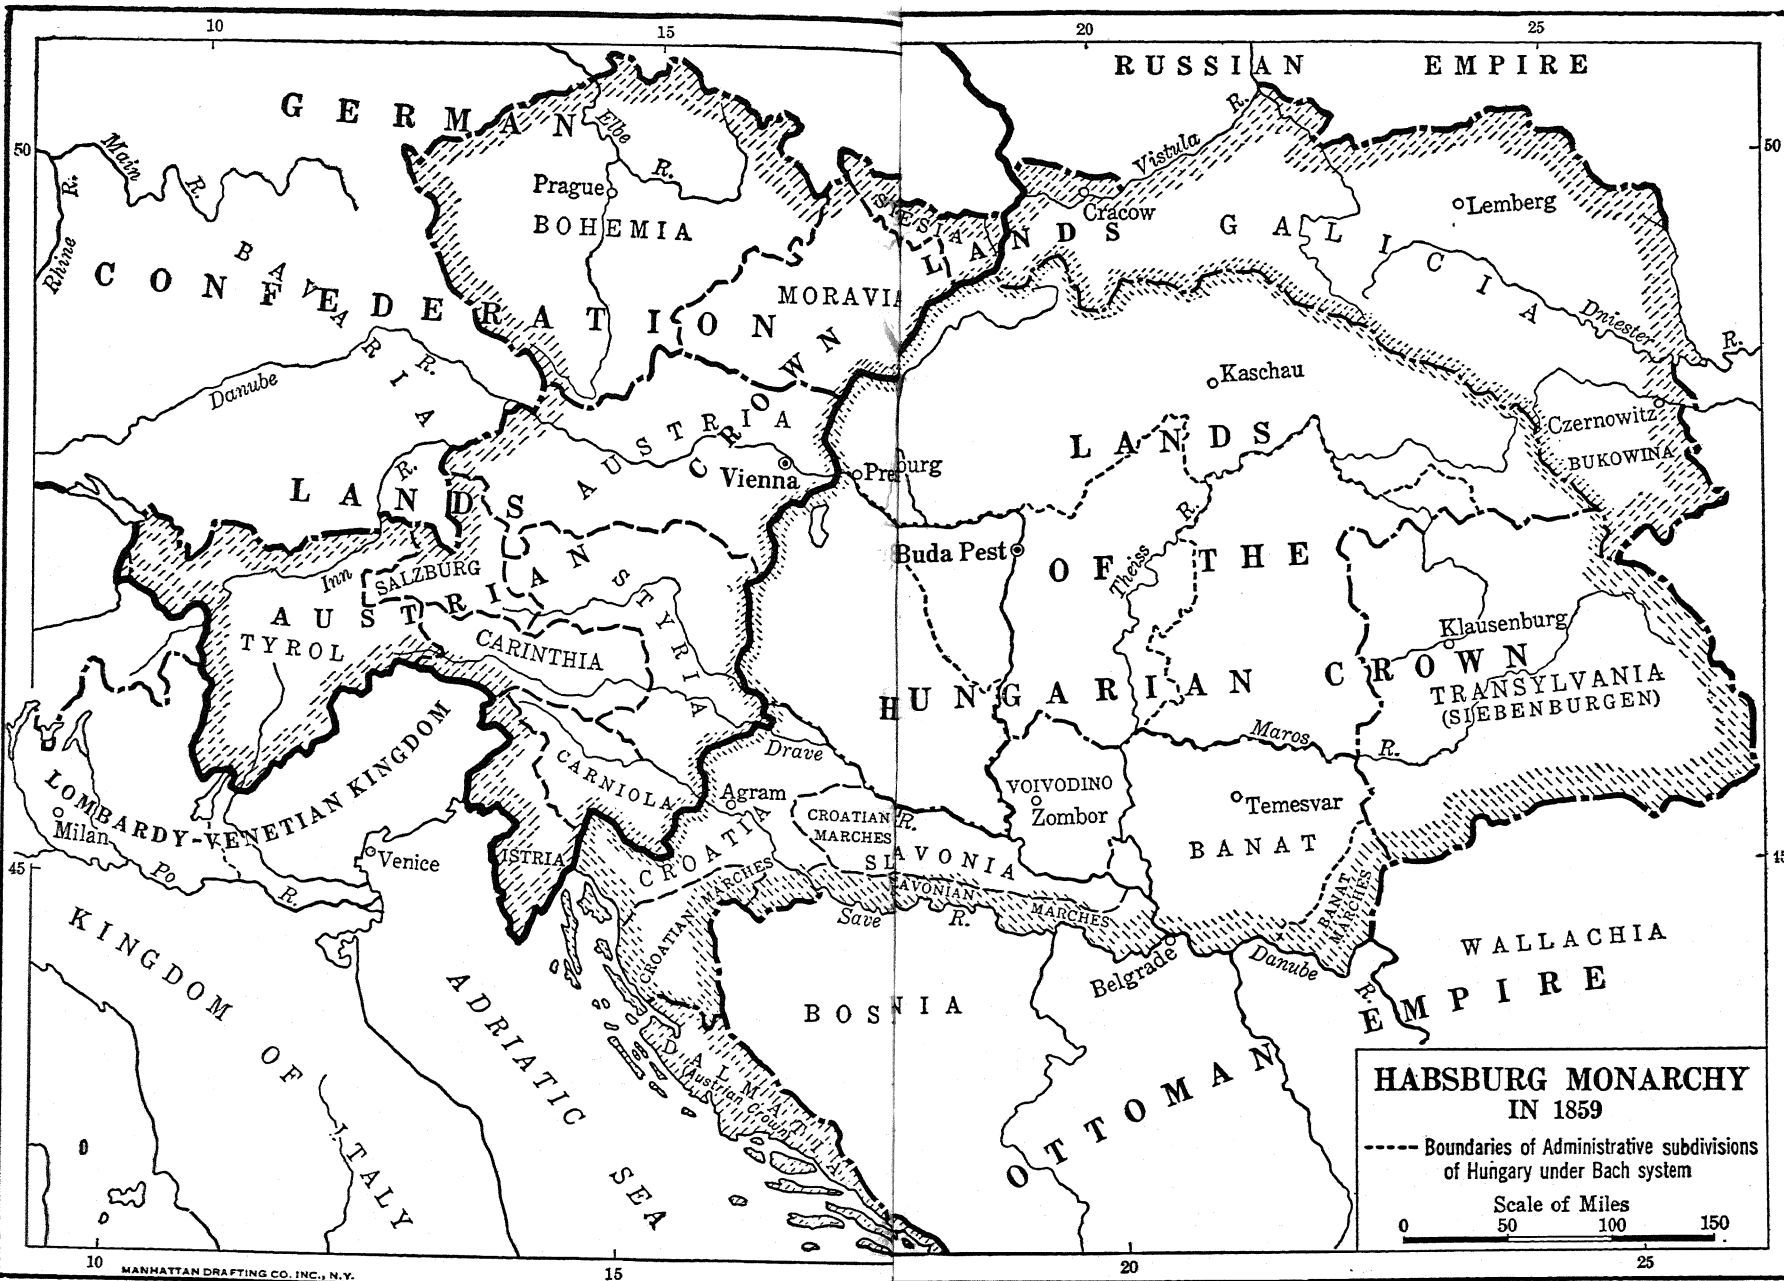 10
15
20
25
RUSSIAN EMPIRE
GERMAN
CONFEDERATION
50
50
Main
R.
R.
Rhine
Elbe
R.
Prague
BOHEMIA
BAVARIA
MORAVIA
SILESIA
Vistula
R.
Cracow
Lemberg
GALICIA
Dniester
R.
LANDS
CROWN
Danube
R.
R.
AUSTRIA
Vienna
Kaschau
Czernowitz
BUKOWINA
LANDS
LANDS
Buda Pest
Theiss
R.
OF THE
Inn
SALZBURG
AUSTRIAN
TYROL
CARINTHIA
STYRIA
HUNGARIAN CROWN
Klausenburg
TRANSYLVANIA
(SIEBENBURGEN)
Maros
R.
Drave
R.
CARNIOLA
Agram
CROATIA
CROATIAN
MARCHES
SLAVONIA
VOIVODINO
Zombor
Temesvar
BANAT
LOMBARDY-VENETIAN KINGDOM
Milan
Venice
Po
R.
ISTRIA
45
CROATIAN MARCHES
MARCHES
BANAT
MARCHES
Save
R.
Belgrade
Danube
R.
WALLACHIA
KINGDOM
OF
ITALY
ADRIATIC
SEA
BOSNIA
DALMATIA
(Austrian Crown)
OTTOMAN
EMPIRE
HABSBURG MONARCHY
IN 1859
Boundaries of Administrative subdivisions
of Hungary under Bach system
Scale of Miles
0 50 100 150
10
15
20
25
MANHATTAN DRAFTING CO. INC., N.Y.